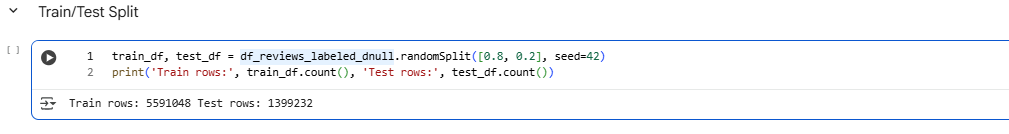 Train/Test Split
[ ]
1 train_df, test_df = df_reviews_labeled_dnull.randomSplit([0.8, 0.2], seed=42)
2 print('Train rows:', train_df.count(), 'Test rows:', test_df.count())
Train rows: 5591048 Test rows: 1399232